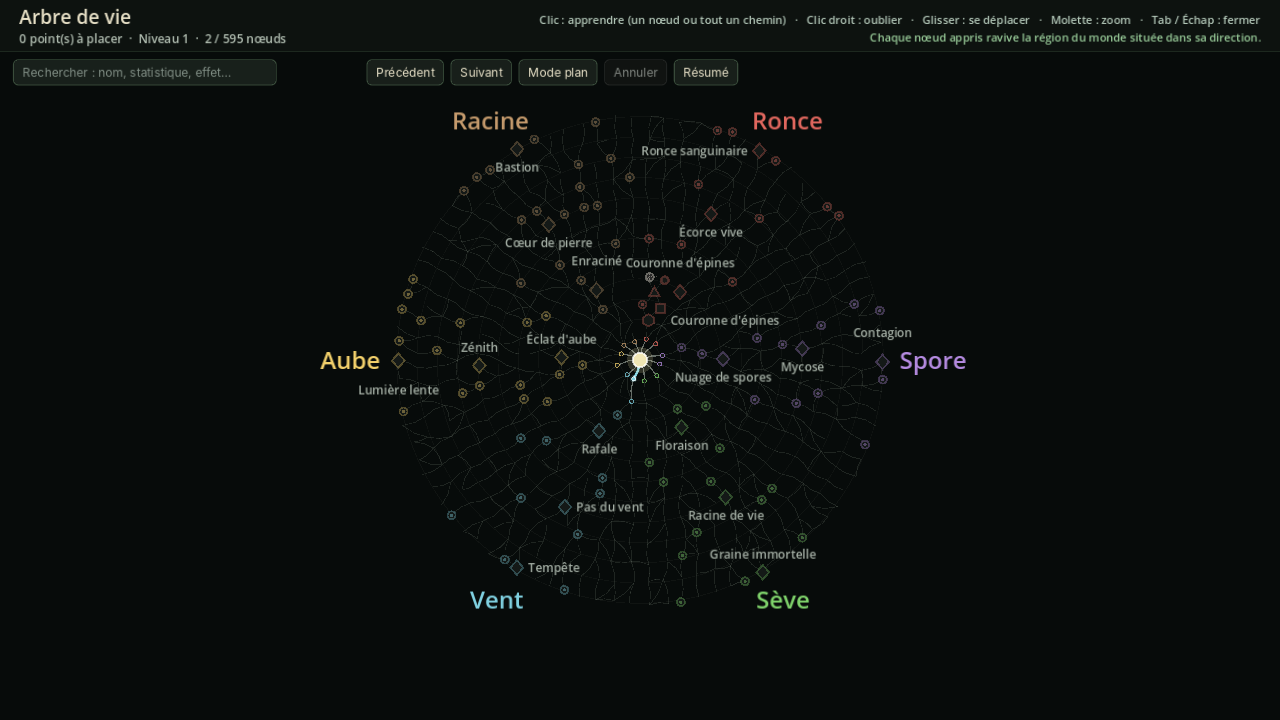 Arbre de vie
0 point(s) à placer · Niveau 1 · 2 / 595 nœuds
Clic : apprendre (un nœud ou tout un chemin) · Clic droit : oublier · Glisser : se déplacer · Molette : zoom · Tab / Échap : fermer
Chaque nœud appris ravive la région du monde située dans sa direction.
Rechercher : nom, statistique, effet...
Précédent
Suivant
Mode plan
Annuler
Résumé
Racine
Ronce
Ronce sanguinaire
Bastion
Écorce vive
Cœur de pierre
Enraciné
Couronne d'épines
Couronne d'épines
Contagion
Éclat d'aube
Zénith
Aube
Spore
Mycose
Nuage de spores
Lumière lente
Rafale
Floraison
Pas du vent
Racine de vie
Graine immortelle
Tempête
Vent
Sève